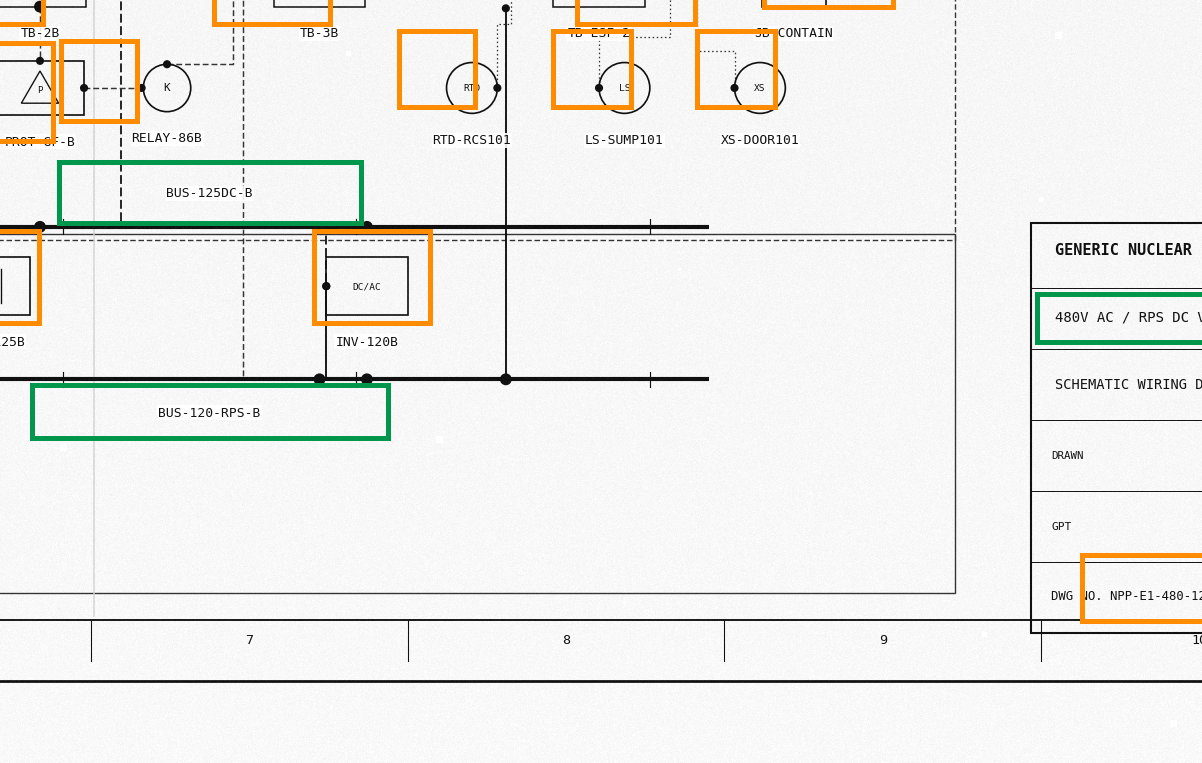 TB-2B
TB-3B
TB-ESF-2
JB-CONTAIN
P
K
RTD
LS
XS
PROT-GF-B
RELAY-86B
RTD-RCS101
LS-SUMP101
XS-DOOR101
BUS-125DC-B
GENERIC NUCLEAR
DC/AC
480V AC / RPS DC
25B
INV-120B
SCHEMATIC WIRING
BUS-120-RPS-B
DRAWN
GPT
DWG NO. NPP-E1-480-12
7
8
9